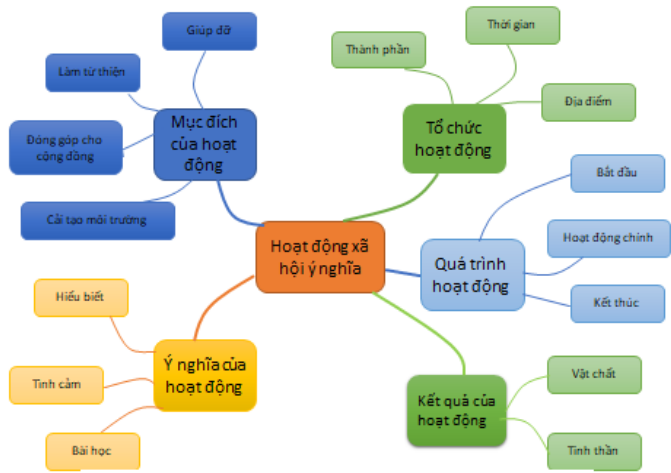 Giúp đỡ
Làm từ thiện
Đóng góp cho
cộng đồng
Cải tạo môi trường
Mục đích
của hoạt
động
Thành phần
Thời gian
Địa điểm
Tổ chức
hoạt động
Hoạt động xã
hội ý nghĩa
Quá trình
hoạt động
Bắt đầu
Hoạt động chính
Kết thúc
Hiểu biết
Tình cảm
Bài học
Ý nghĩa của
hoạt động
Kết quả của
hoạt động
Vật chất
Tinh thần